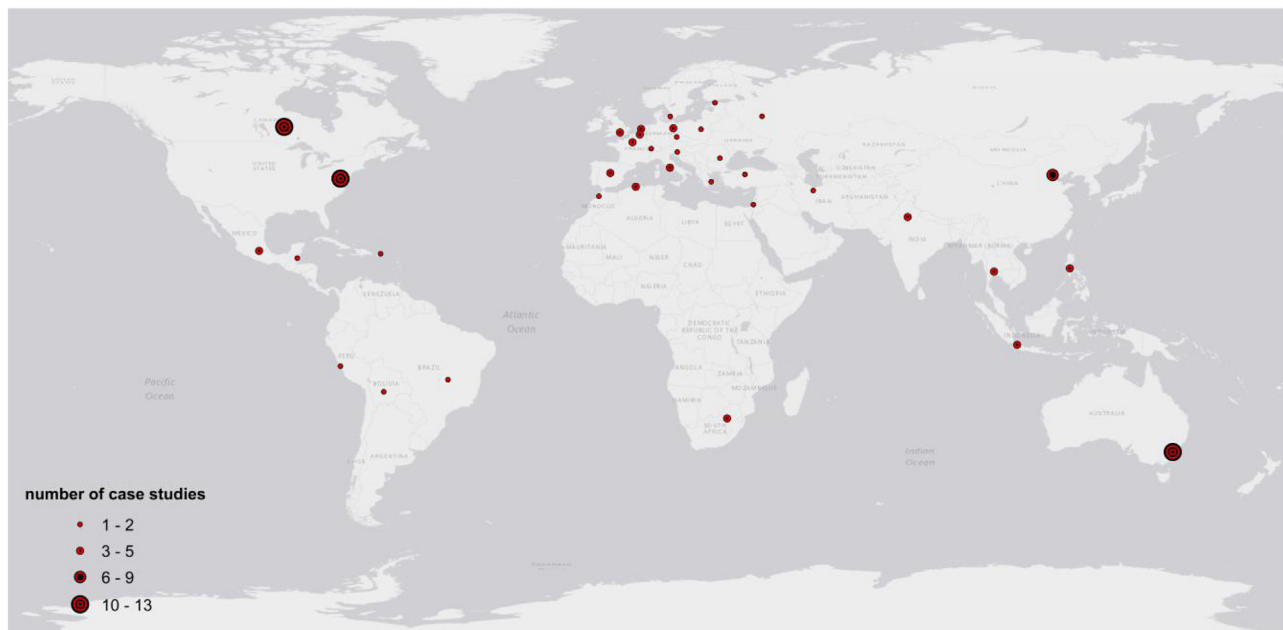 CANADA
UNITED
STATES
MEXICO
VENEZUELA
PERU
BRAZIL
BOLIVIA
CHILE
ARGENTINA
Pacific
Ocean
Atlantic
Ocean
Indian
Ocean
UKRAINE
KAZAKHSTAN
MONGOLIA
UZBEKISTAN
TURKMENISTAN
AFGHANISTAN
IRAN
CHINA
INDIA
MYANMAR (BURMA)
INDONESIA
AUSTRALIA
MOROCCO
ALGERIA
LIBYA
EGYPT
MAURITANIA
MALI
NIGER
CHAD
NIGERIA
ETHIOPIA
DEMOCRATIC
REPUBLIC OF THE
CONGO
TANZANIA
ANGOLA
ZAMBIA
MOZAMBIQUE
NAMIBIA
SOUTH
AFRICA
number of case studies
1 - 2
3 - 5
6 - 9
10 - 13